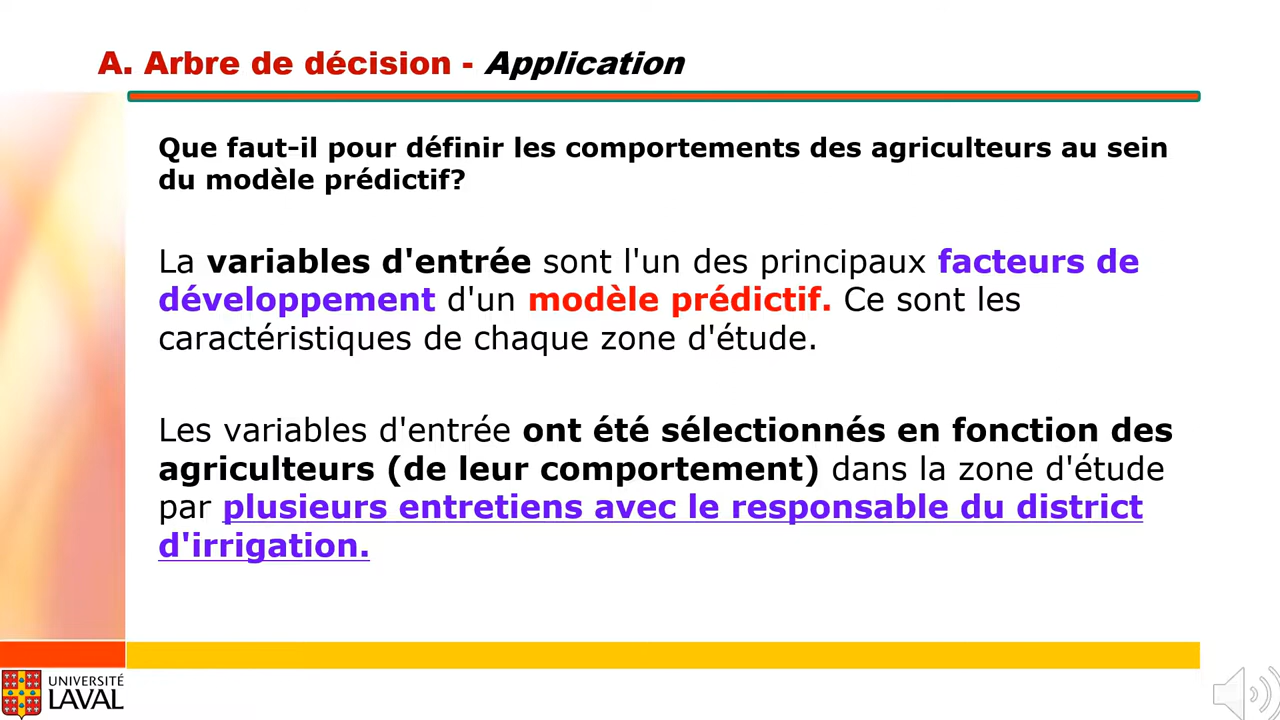 A. Arbre de décision - Application
Que faut-il pour définir les comportements des agriculteurs au sein
du modèle prédictif?
La variables d'entrée sont l'un des principaux facteurs de
développement d'un modèle prédictif. Ce sont les
caractéristiques de chaque zone d'étude.
Les variables d'entrée ont été sélectionnés en fonction des
agriculteurs (de leur comportement) dans la zone d'étude
par plusieurs entretiens avec le responsable du district
d'irrigation.
UNIVERSITÉ
LAVAL